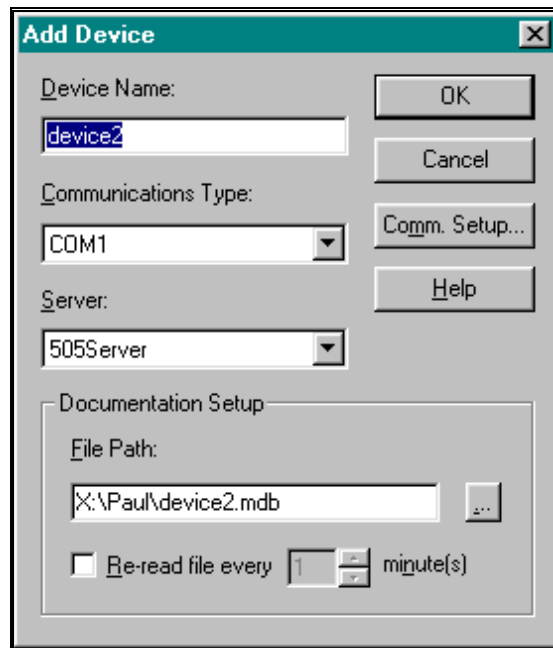 Add Device
Device Name:
device2
OK
Cancel
Communications Type:
COM1
Comm. Setup...
Server:
Help
505Server
Documentation Setup
File Path:
X:\Paul\device2.mdb
...
Re-read file every 1 minute(s)